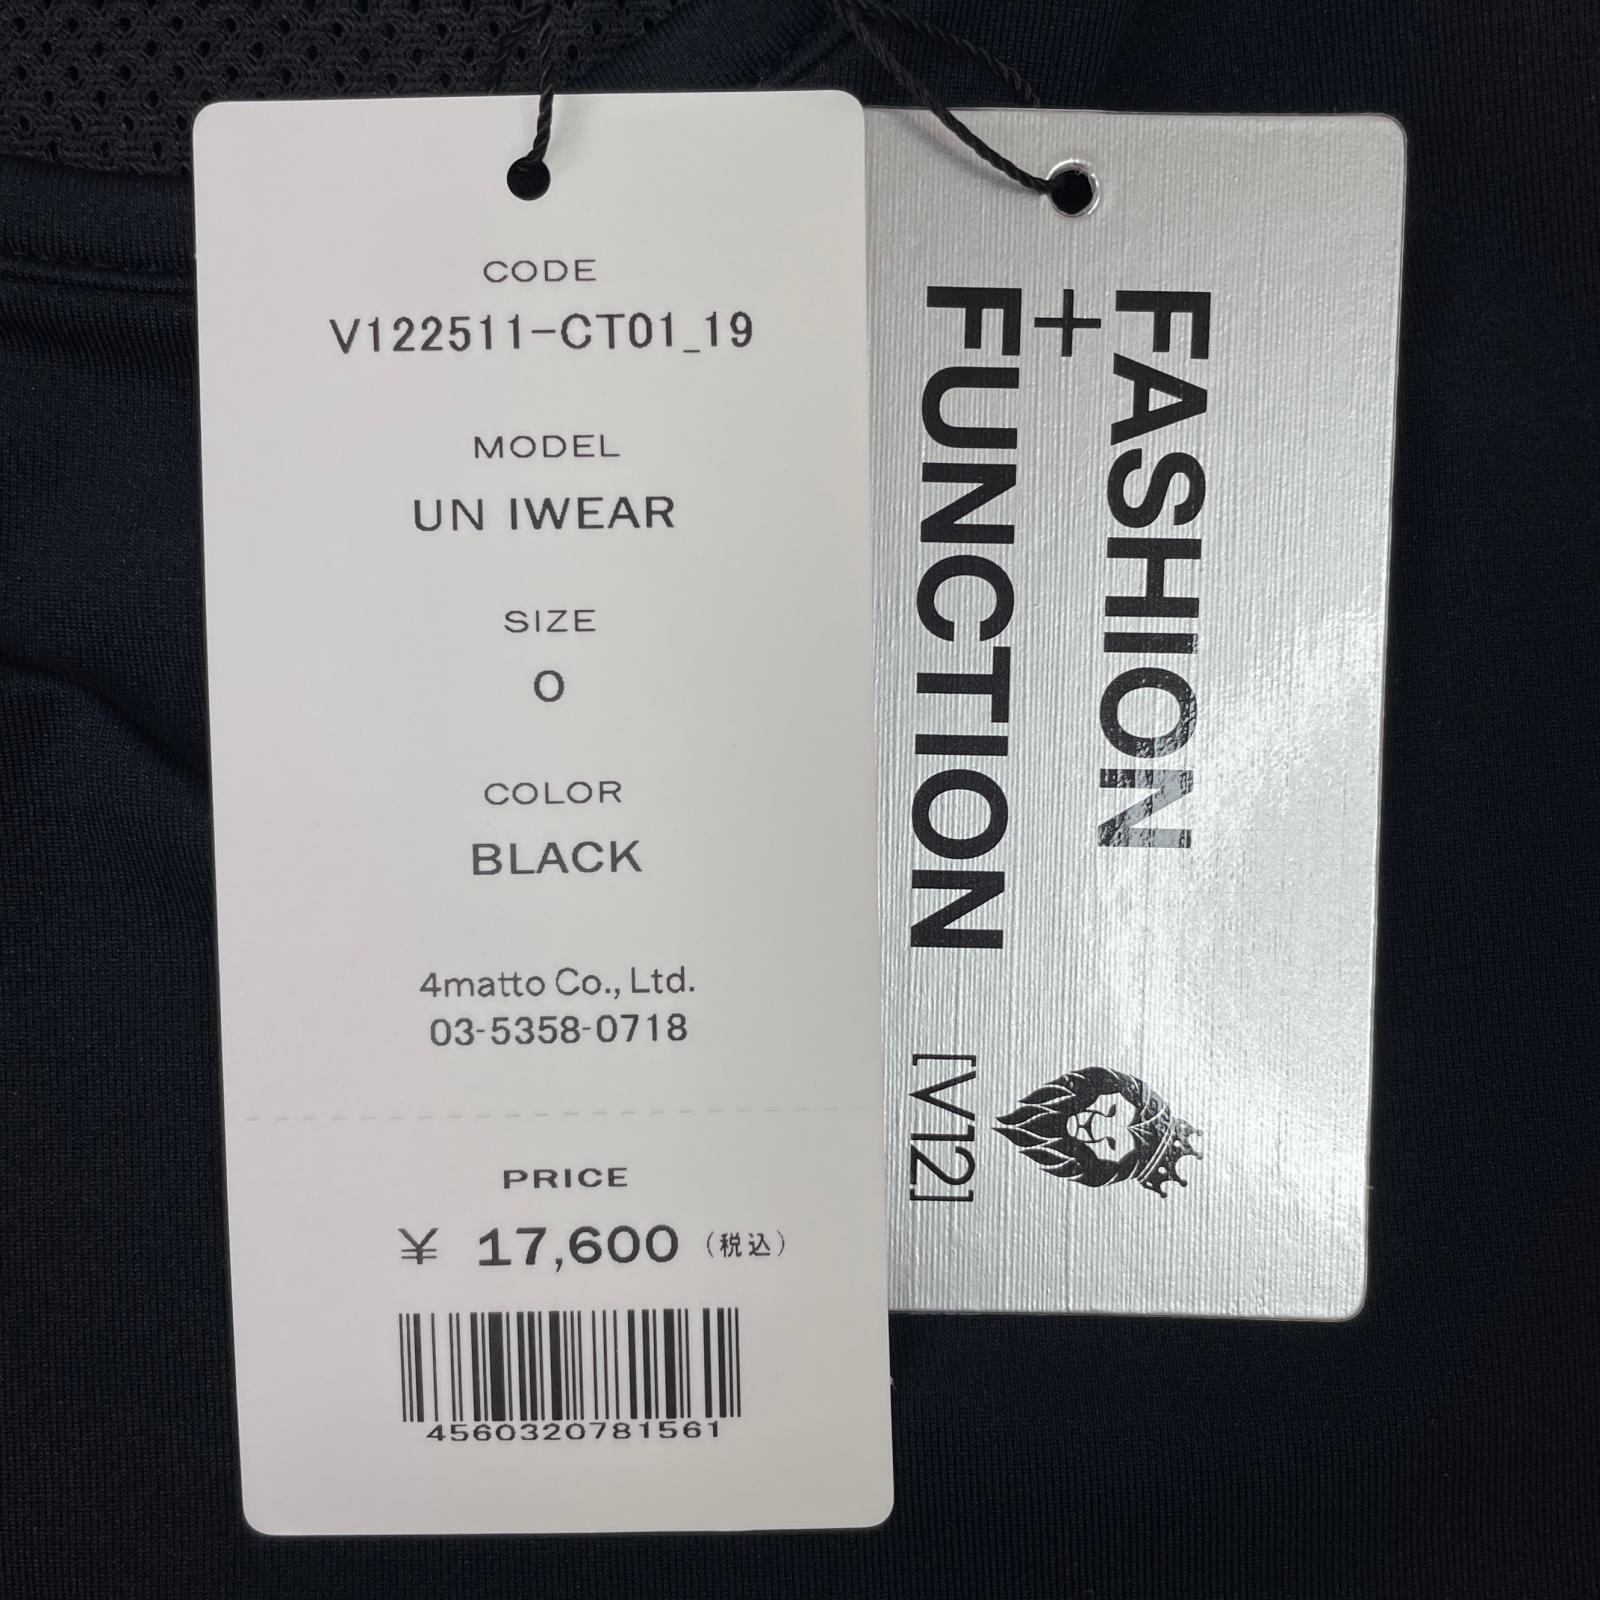 CODE
V122511-CT01_19
MODEL
UN IWEAR
SIZE
0
COLOR
BLACK
4matto Co., Ltd.
03-5358-0718
PRICE
¥ 17,600 (税込)
4560320781561
FASHION
+
FUNCTION
[V12]